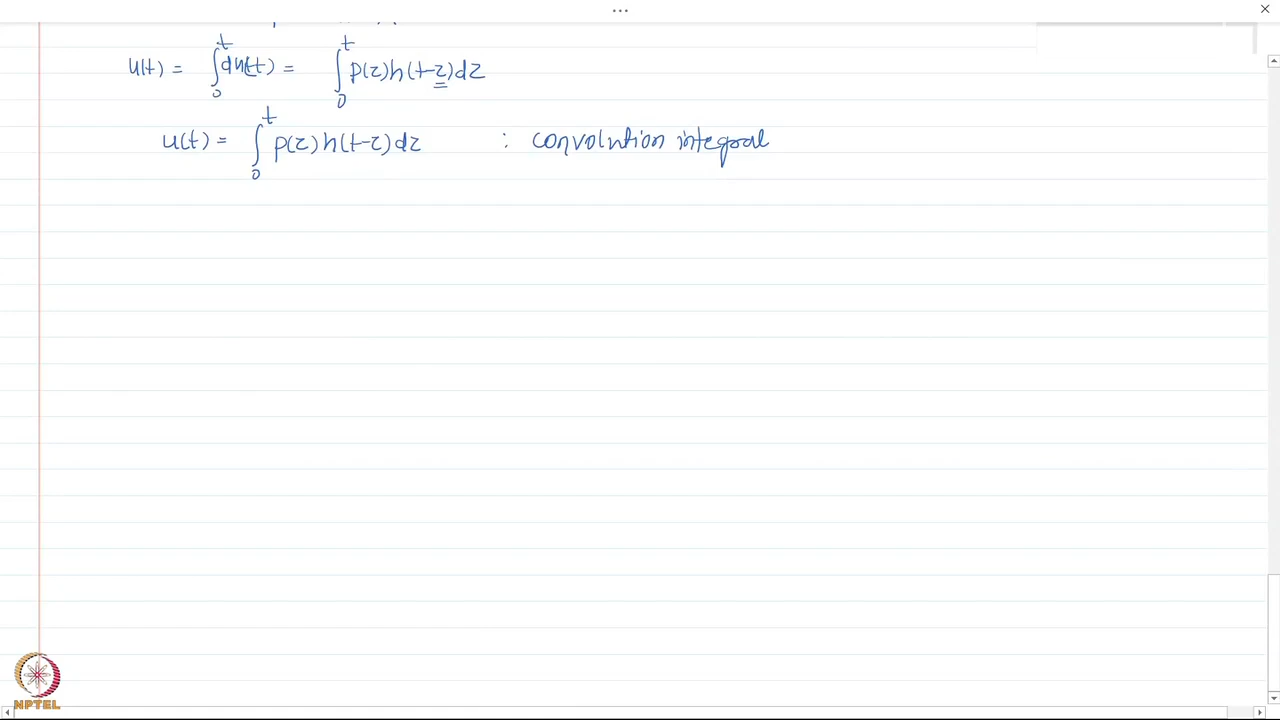 u(t) = ∫₀ᵗ du(t) = ∫₀ᵗ p(τ)h(t-τ)dτ
u(t) = ∫₀ᵗ p(τ)h(t-τ)dτ : convolution integral
NPTEL